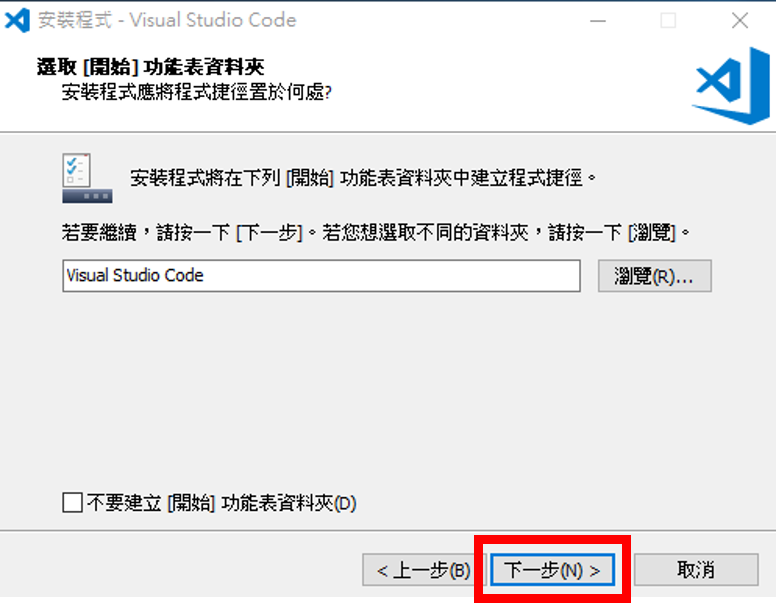 安裝程式 - Visual Studio Code
選取 [開始] 功能表資料夾
安裝程式應將程式捷徑置於何處?
安裝程式將在下列 [開始] 功能表資料夾中建立程式捷徑。
若要繼續，請按一下 [下一步]。若您想選取不同的資料夾，請按一下 [瀏覽]。
Visual Studio Code
瀏覽(R)...
不要建立 [開始] 功能表資料夾(D)
< 上一步(B)
下一步(N) >
取消